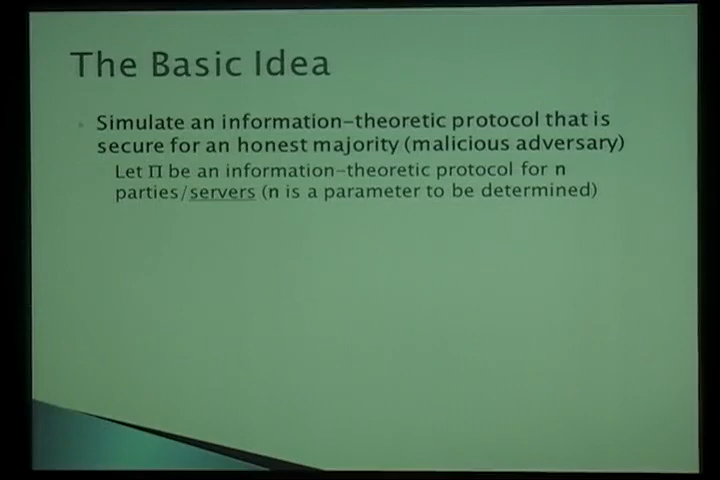 The Basic Idea
Simulate an information-theoretic protocol that is
secure for an honest majority (malicious adversary)
Let Π be an information-theoretic protocol for n
parties/servers (n is a parameter to be determined)